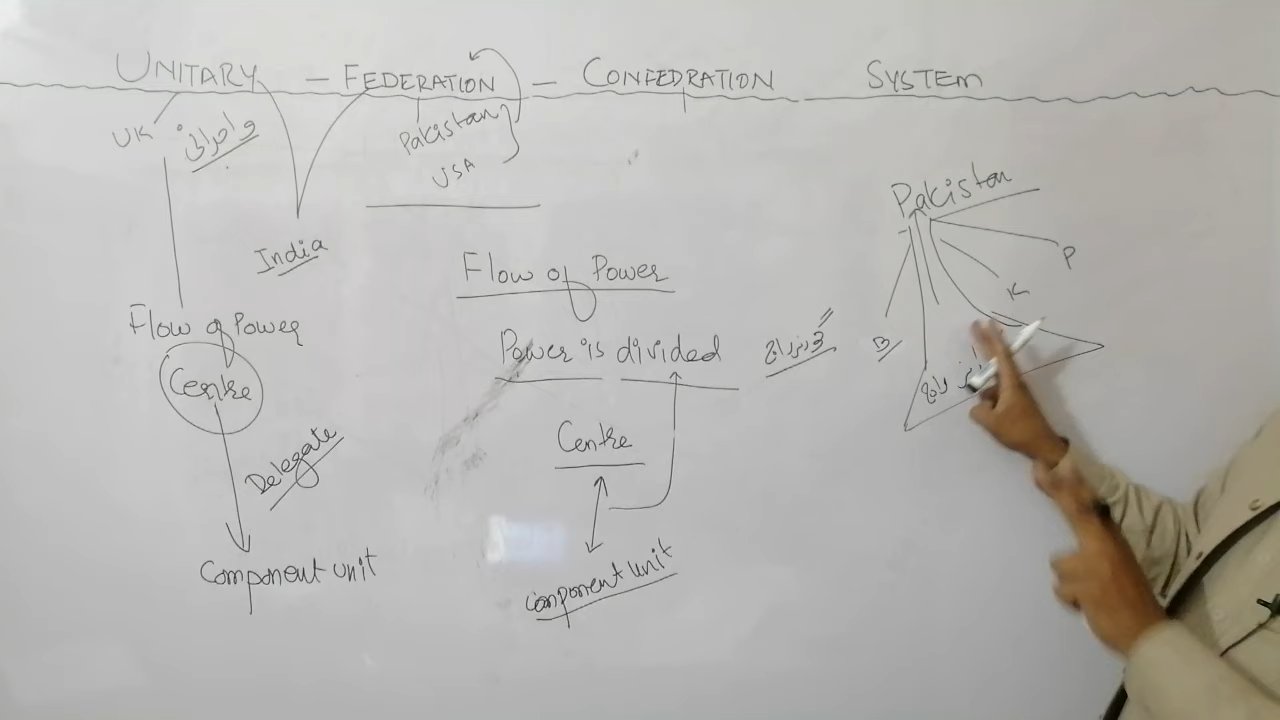 UNITARY – FEDERATION – CONFEDRATION SYSTEM
UK
Pakistan
USA
India
Flow of Power
Centre
Delegate
Component unit
Flow of Power
Power is divided
Centre
Component unit
Pakistan
P
K
B